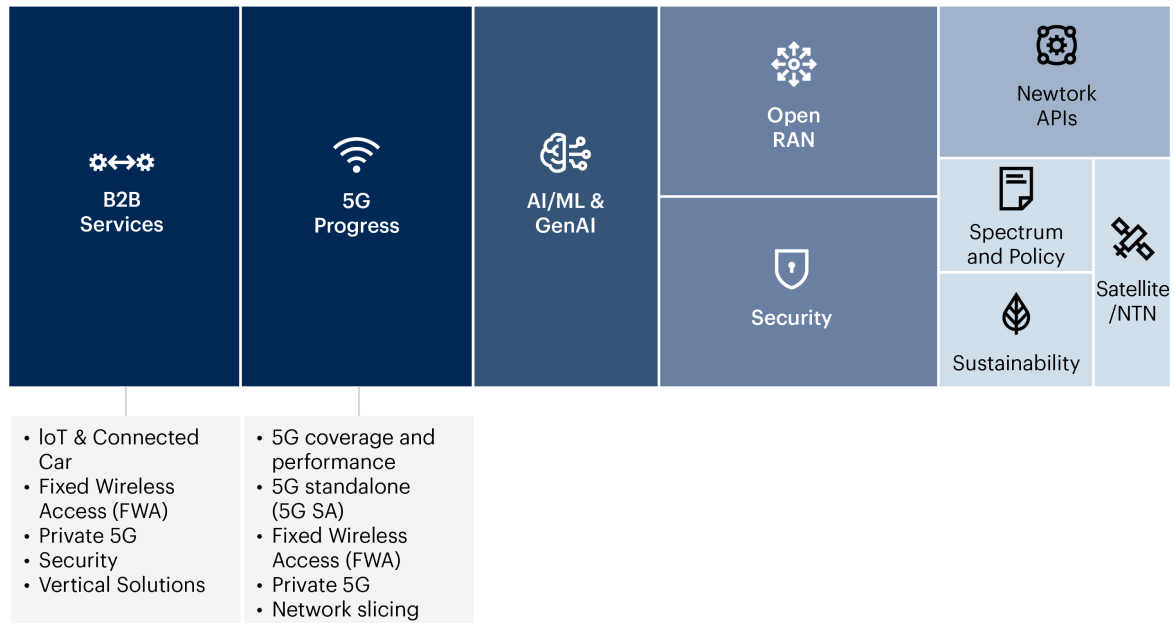 B2B
Services
5G
Progress
AI/ML &
GenAI
Open
RAN
Security
Newtork
APIs
Spectrum
and Policy
Sustainability
Satellite
/NTN
• IoT & Connected
Car
• Fixed Wireless
Access (FWA)
• Private 5G
• Security
• Vertical Solutions
• 5G coverage and
performance
• 5G standalone
(5G SA)
• Fixed Wireless
Access (FWA)
• Private 5G
• Network slicing